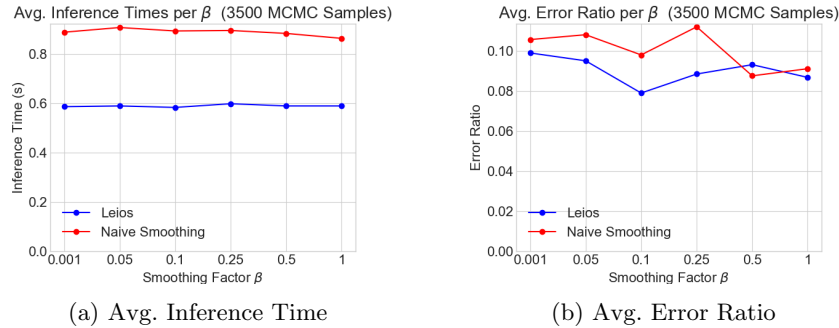 Avg. Inference Times per β (3500 MCMC Samples)
Inference Time (s)
0.8
0.6
0.4
0.2
0.0
Leios
Naive Smoothing
0.001 0.05 0.1 0.25 0.5 1
Smoothing Factor β
(a) Avg. Inference Time
Avg. Error Ratio per β (3500 MCMC Samples)
Error Ratio
0.10
0.08
0.06
0.04
0.02
0.00
Leios
Naive Smoothing
0.001 0.05 0.1 0.25 0.5 1
Smoothing Factor β
(b) Avg. Error Ratio